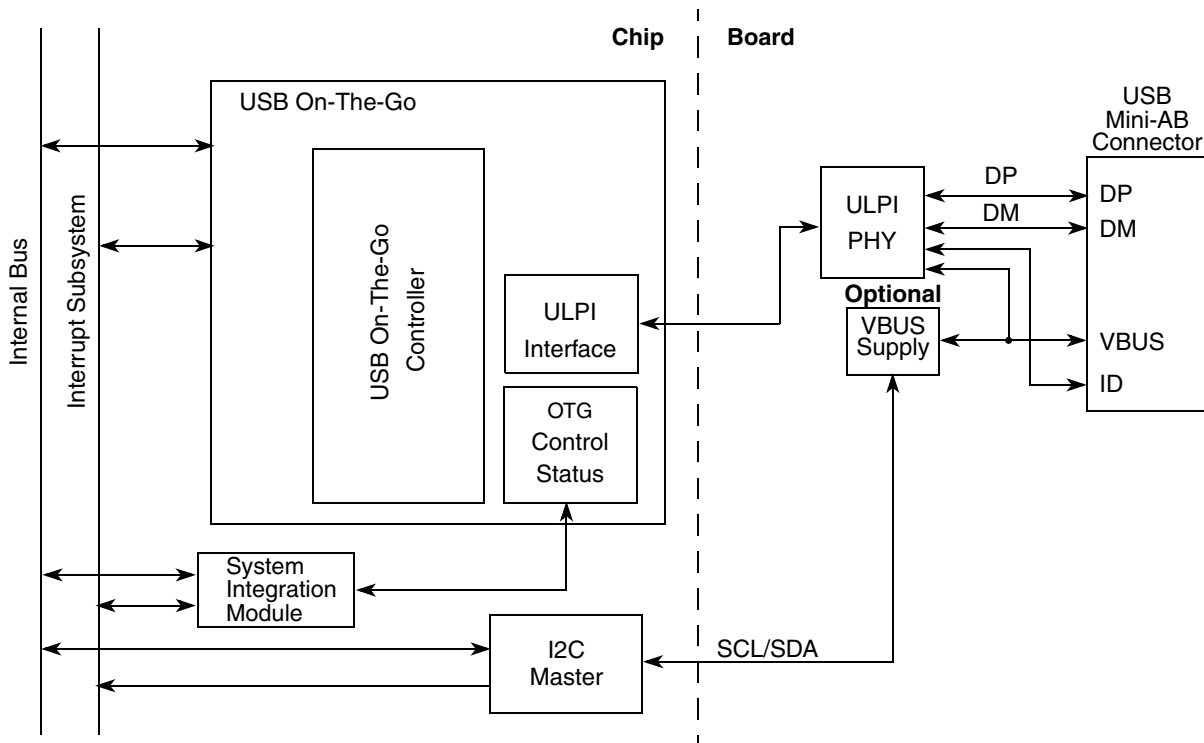 Chip
Board
USB On-The-Go
USB
Mini-AB
Connector
Internal Bus
Interrupt Subsystem
USB On-The-Go
Controller
ULPI
Interface
OTG
Control
Status
ULPI
PHY
DP
DM
DP
DM
VBUS
ID
Optional
VBUS
Supply
System
Integration
Module
I2C
Master
SCL/SDA